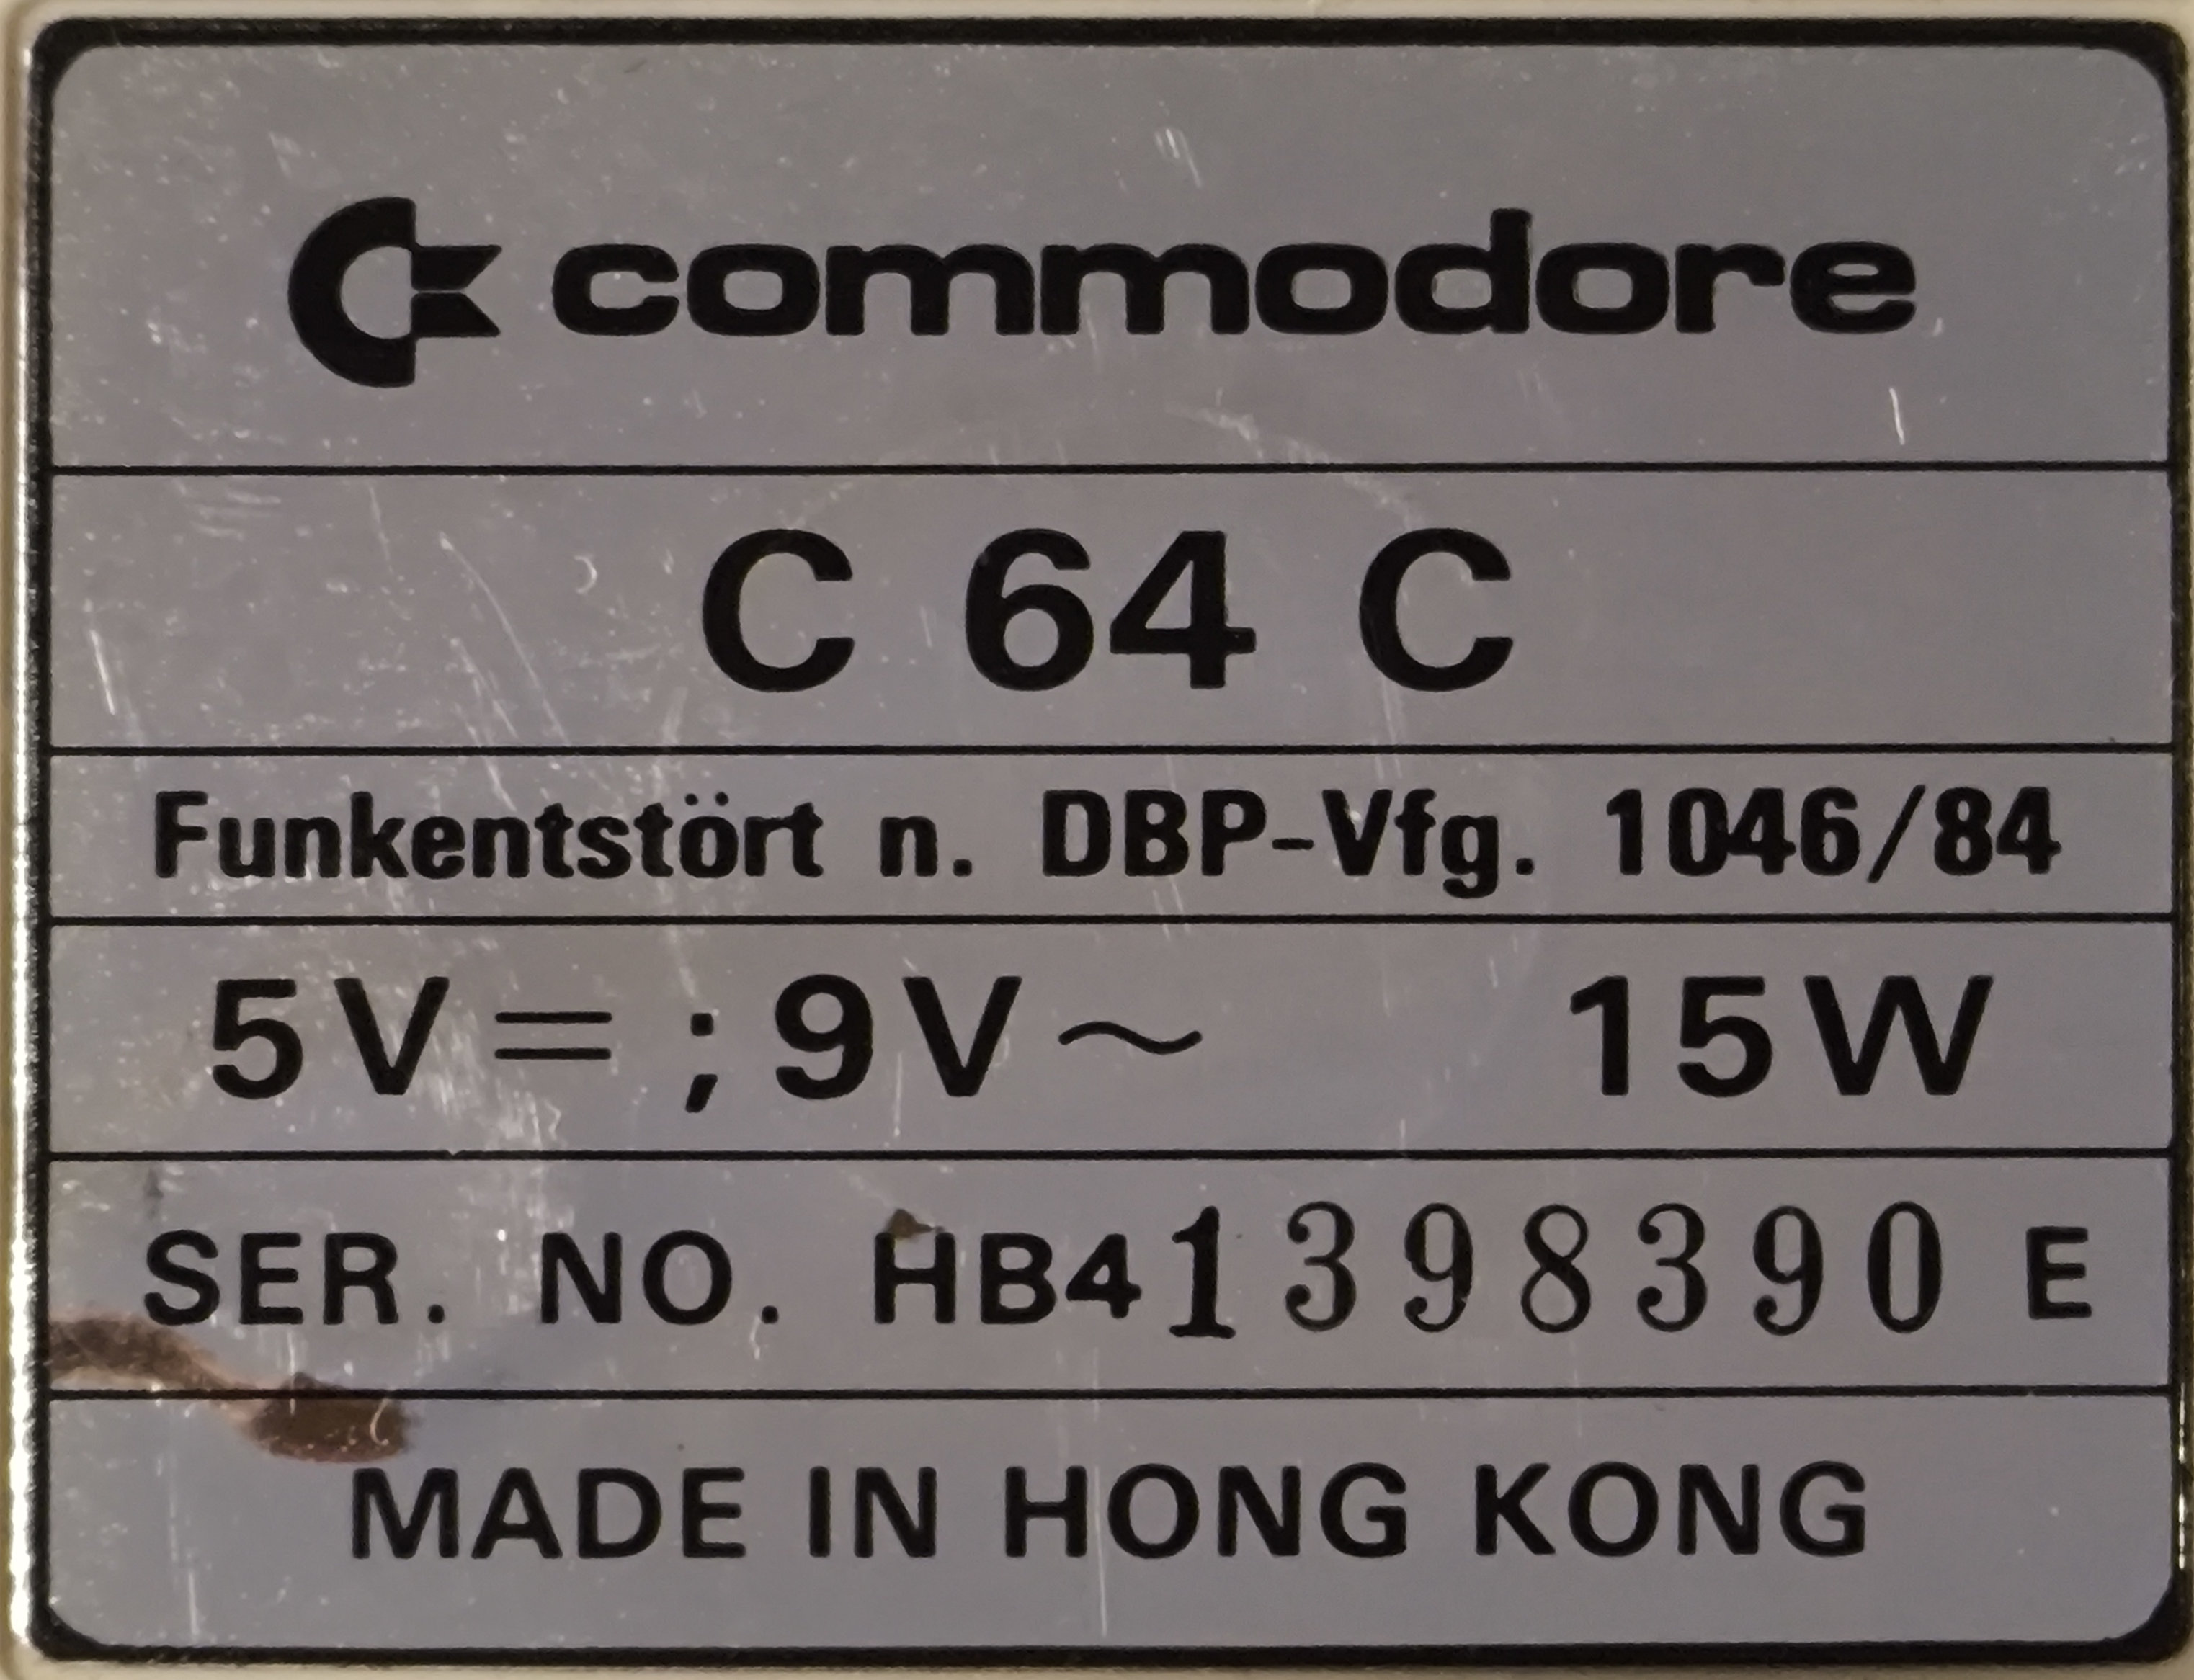 commodore
C 64 C
Funkentstört n. DBP-Vfg. 1046/84
5V⎓ ; 9V~ 15W
SER. NO. HB41398390 E
MADE IN HONG KONG